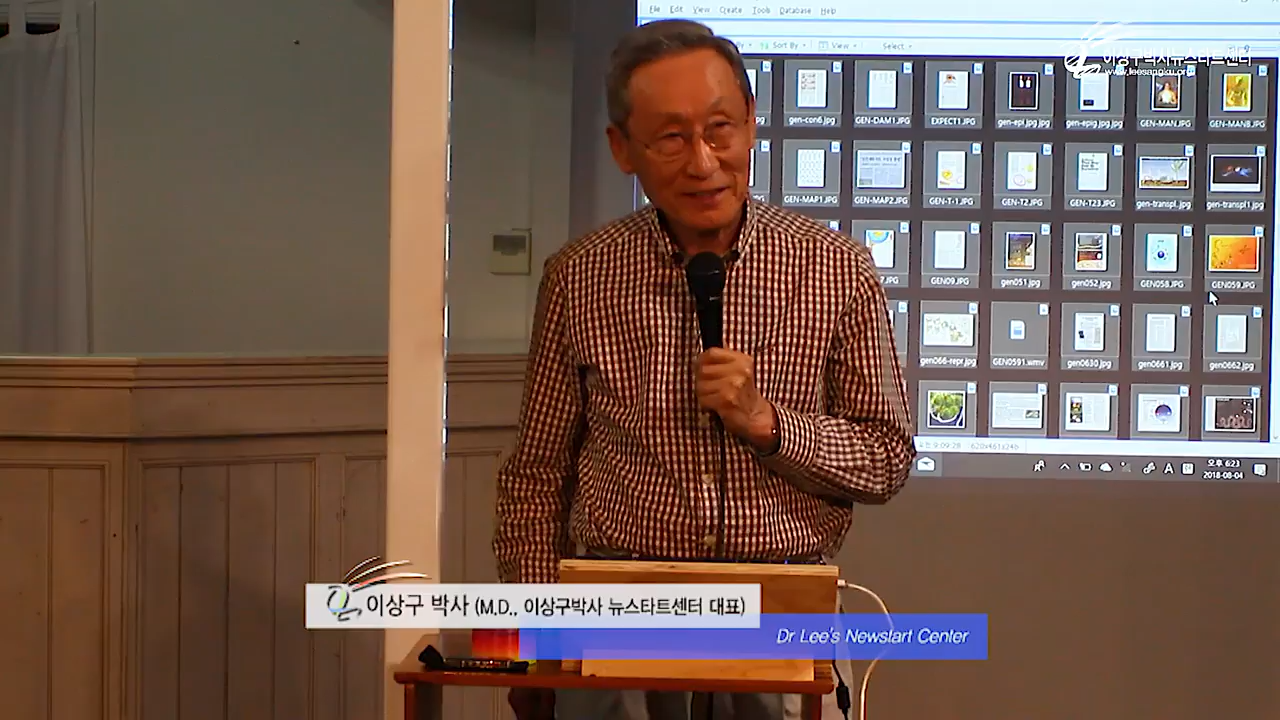 File Edit View Create Tools Database Help
Sort By View Select
이상구박사뉴스타트센터
www.leesangku.org
gen-con6.jpg GEN-DAM1.JPG EXPECT1.JPG gen-epi.jpg.jpg gen-epig.jpg.jpg GEN-MAN.JPG GEN-MANB.JPG
GEN-MAP1.JPG GEN-MAP2.JPG GEN-T-1.JPG GEN-T2.JPG GEN-T23.JPG gen-transpl.jpg gen-transpl1.jpg
GEN09.JPG gen051.jpg gen052.jpg GEN058.JPG GEN059.JPG
gen066-repr.jpg GEN0591.wmv gen0630.jpg gen0661.jpg gen0662.jpg
오전 9:09:28 620x461x24b
A 오후 6:23
2018-08-04
이상구 박사 (M.D., 이상구박사 뉴스타트센터 대표)
Dr Lee's Newstart Center